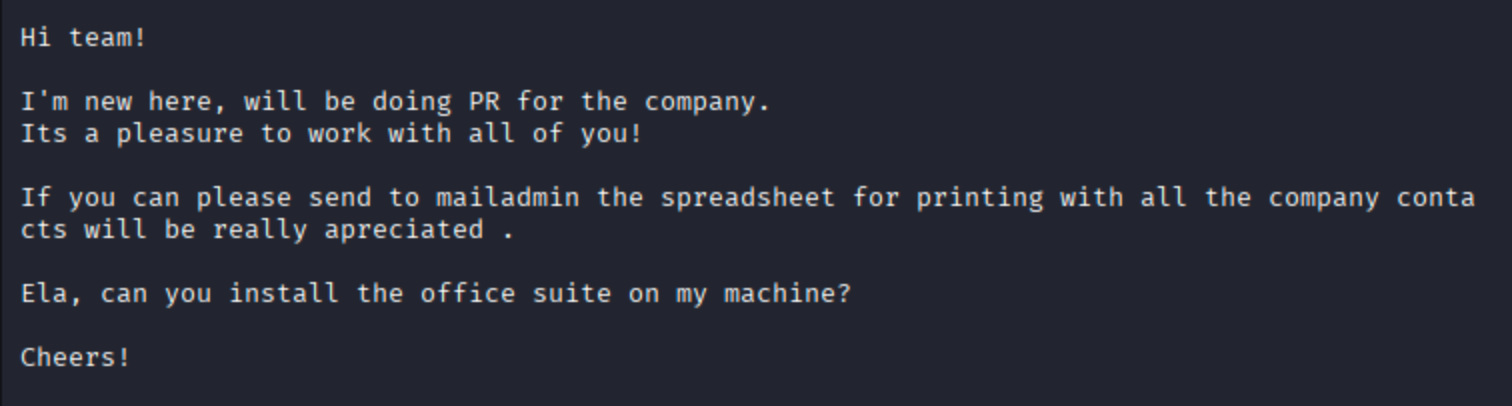 Hi team!
I'm new here, will be doing PR for the company.
Its a pleasure to work with all of you!
If you can please send to mailadmin the spreadsheet for printing with all the company conta
cts will be really apreciated .
Ela, can you install the office suite on my machine?
Cheers!